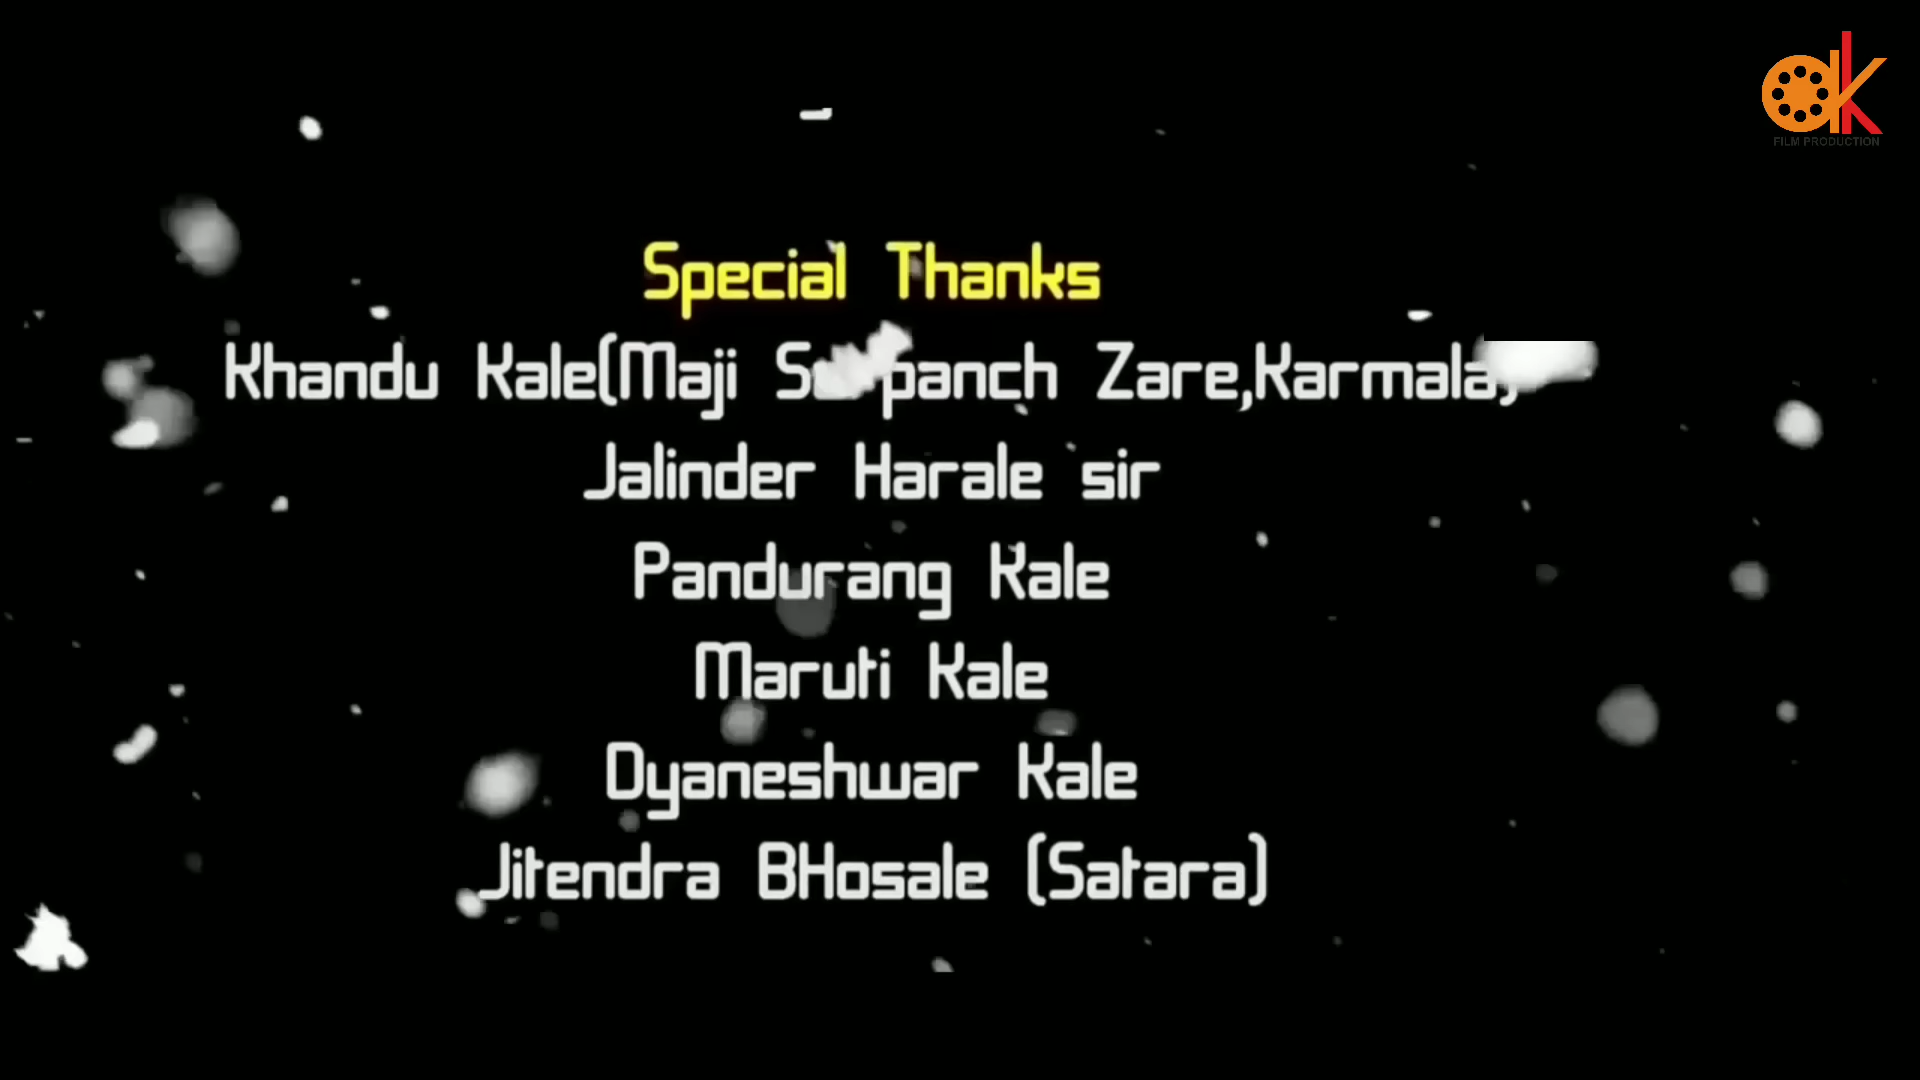 ak
FILM PRODUCTION
Special Thanks
Khandu Kale(Maji Zare,Karmala)
Jalinder Harale sir
Pandurang Kale
Maruti Kale
Dyaneshwar Kale
Jitendra BHosale (Satara)